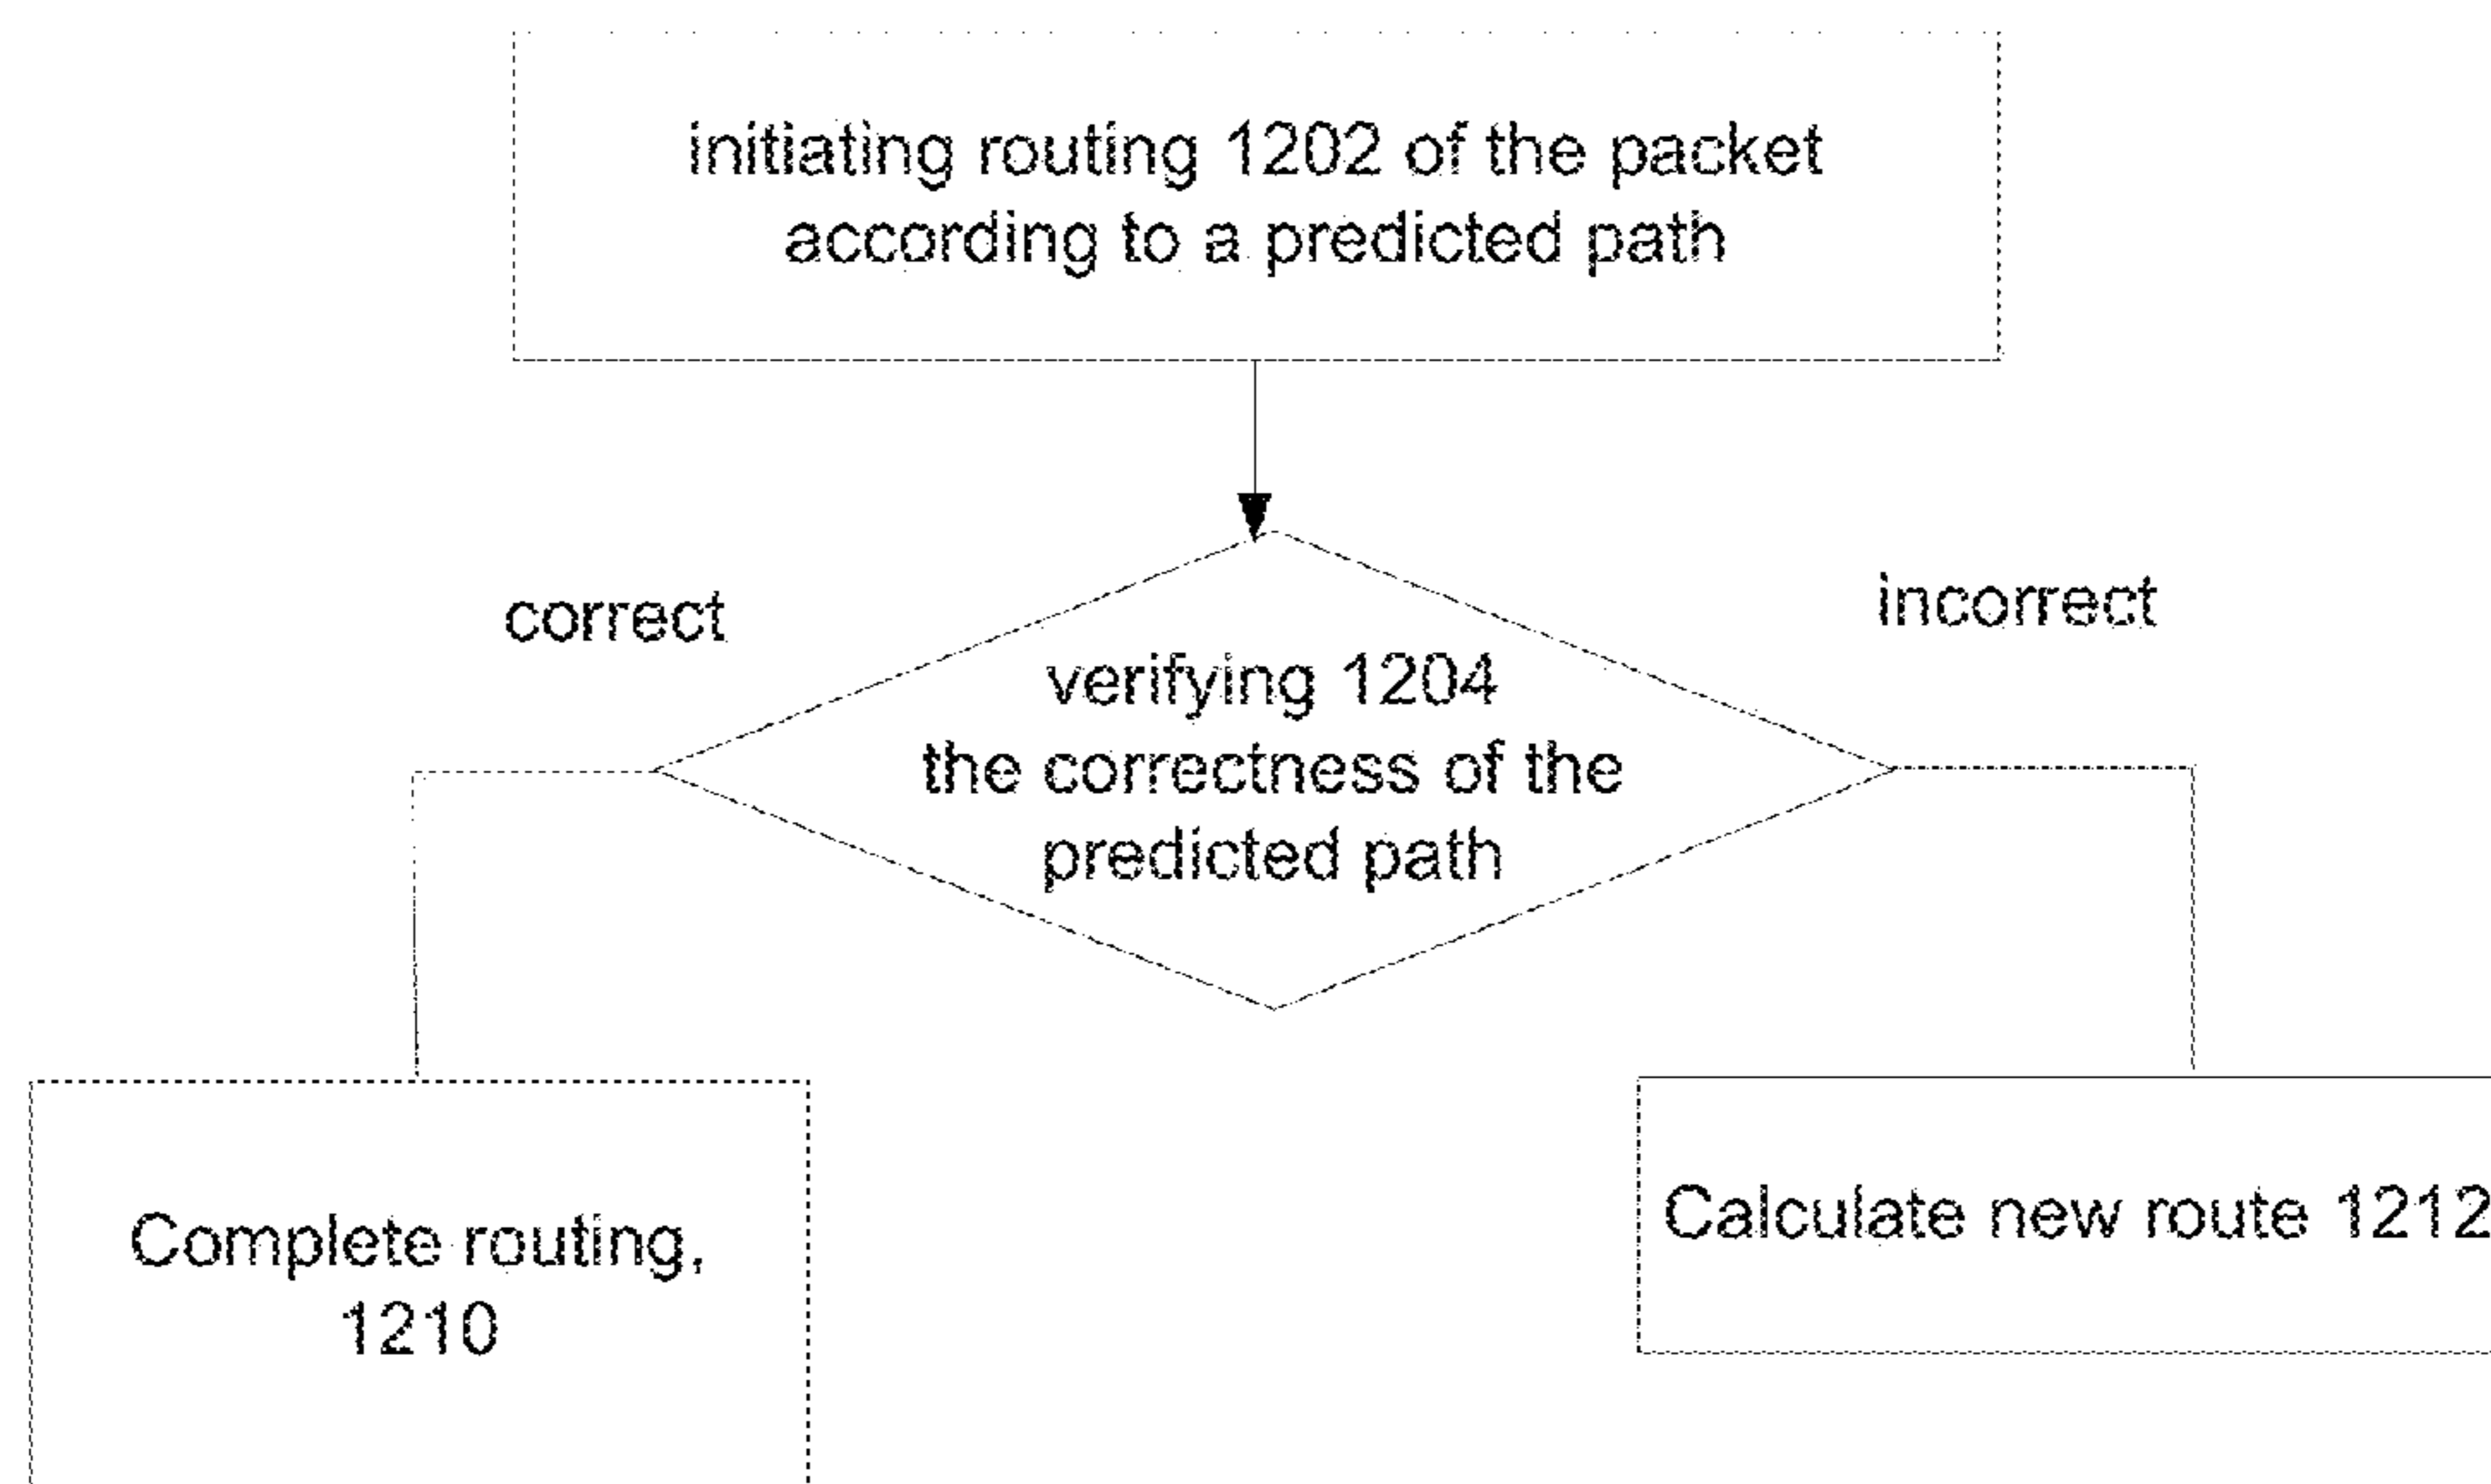 initiating routing 1202 of the packet
according to a predicted path
correct
incorrect
verifying 1204
the correctness of the
predicted path
Complete routing,
1210
Calculate new route 1212